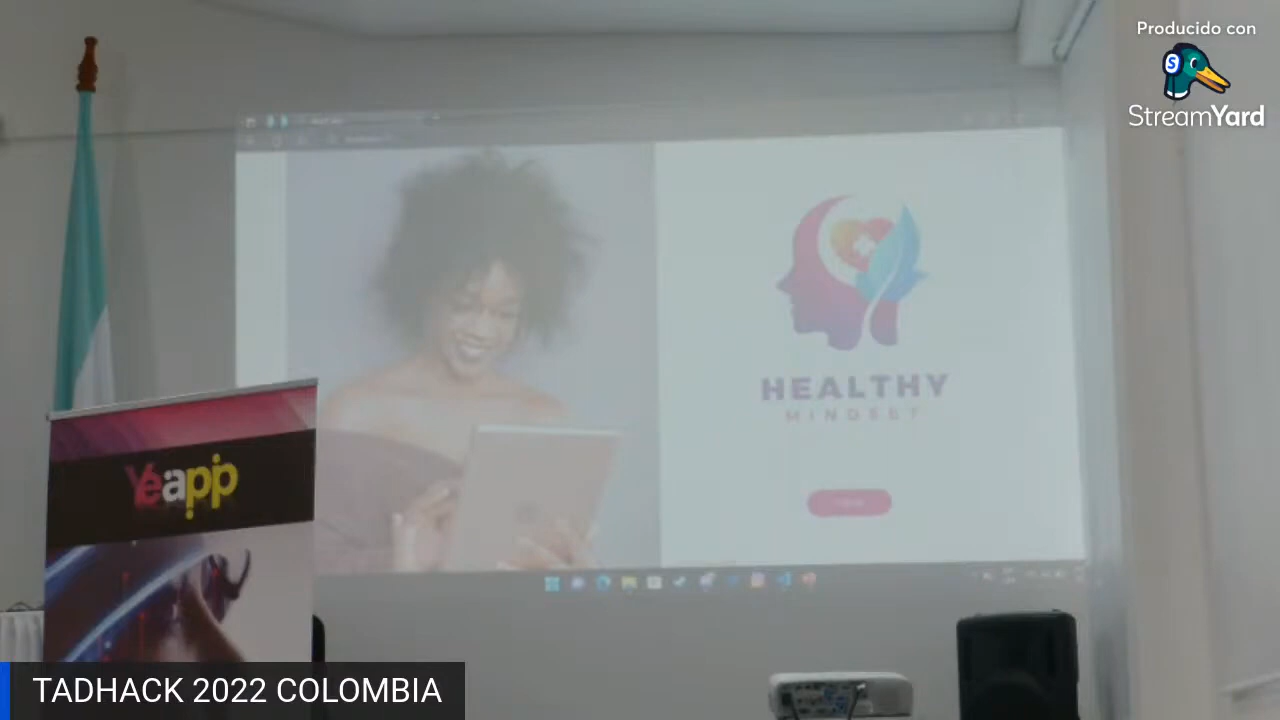 Producido con
StreamYard
HEALTHY
MINDSET
Yeapp
TADHACK 2022 COLOMBIA